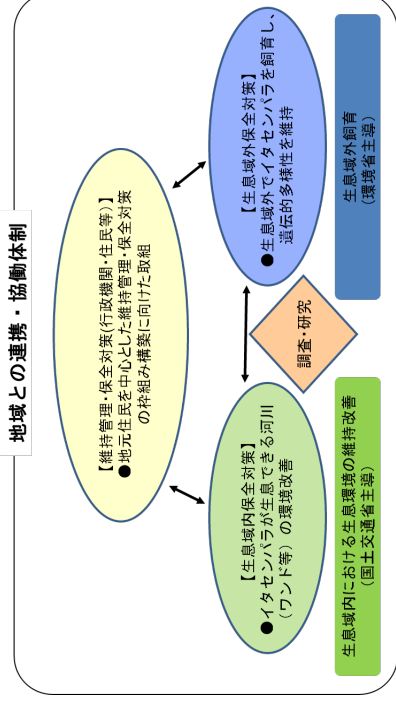 地域との連携・協働体制
【維持管理・保全対策(行政機関・住民等)】
●地元住民を中心とした維持管理・保全対策
の枠組み構築に向けた取組
【生息域内保全対策】
●イタセンパラが生息できる河川
（ワンド等）の環境改善
【生息域外保全対策】
●生息域外でイタセンパラを飼育し、
遺伝的多様性を維持
調査・研究
生息域内における生息環境の維持改善
（国土交通省主導）
生息域外飼育
（環境省主導）